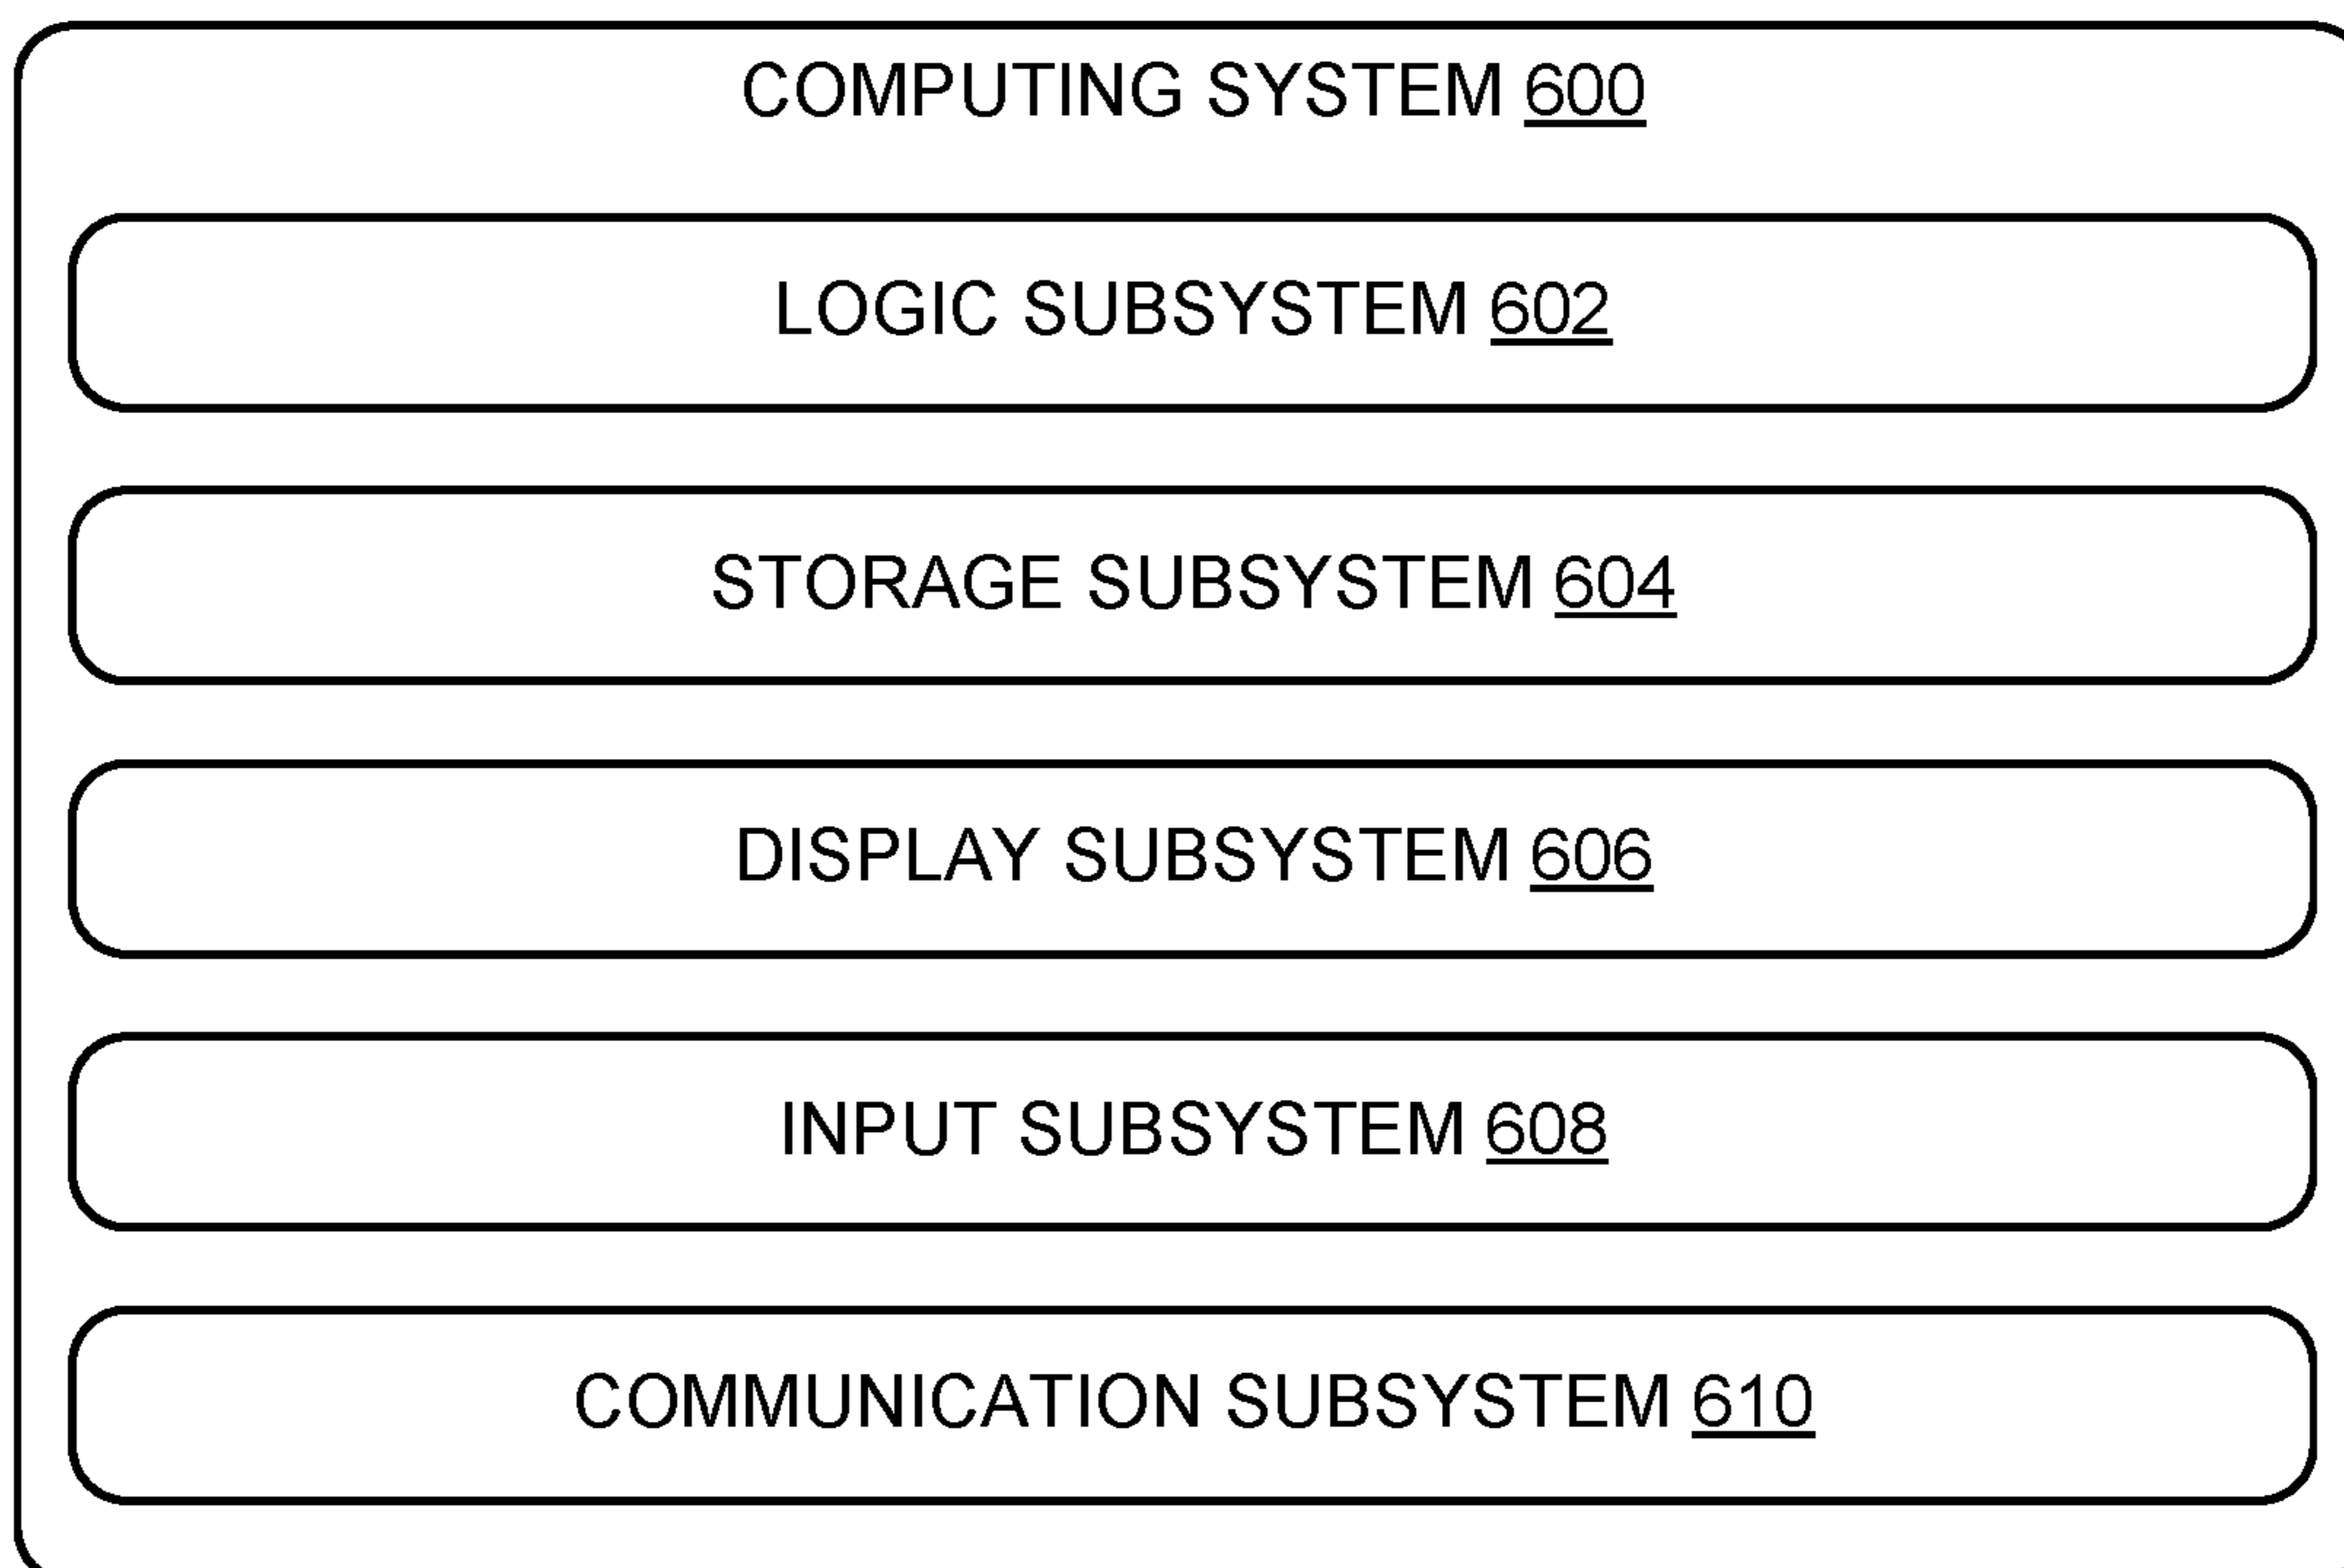 COMPUTING SYSTEM 600
LOGIC SUBSYSTEM 602
STORAGE SUBSYSTEM 604
DISPLAY SUBSYSTEM 606
INPUT SUBSYSTEM 608
COMMUNICATION SUBSYSTEM 610